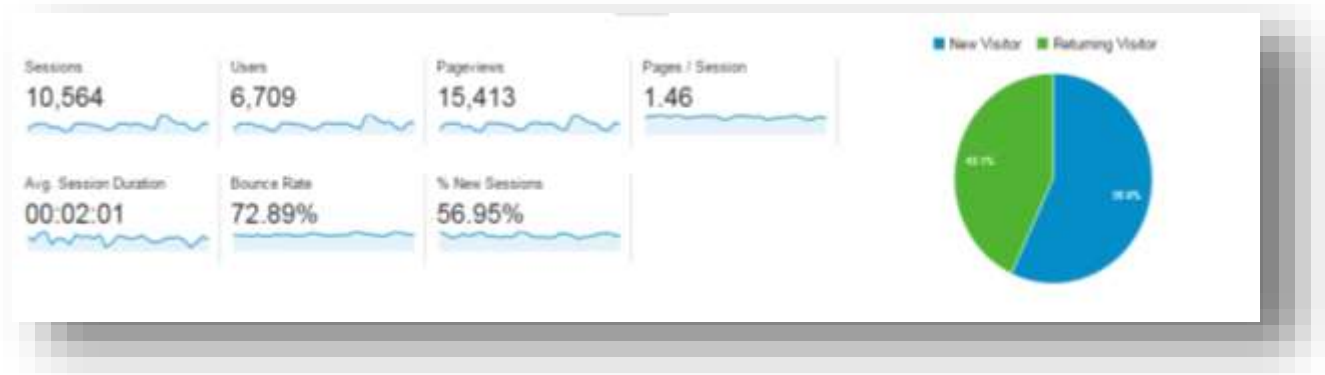 New Visitor Returning Visitor
Sessions
10,564
Users
6,709
Pageviews
15,413
Pages / Session
1.46
Avg. Session Duration
00:02:01
Bounce Rate
72.89%
% New Sessions
56.95%